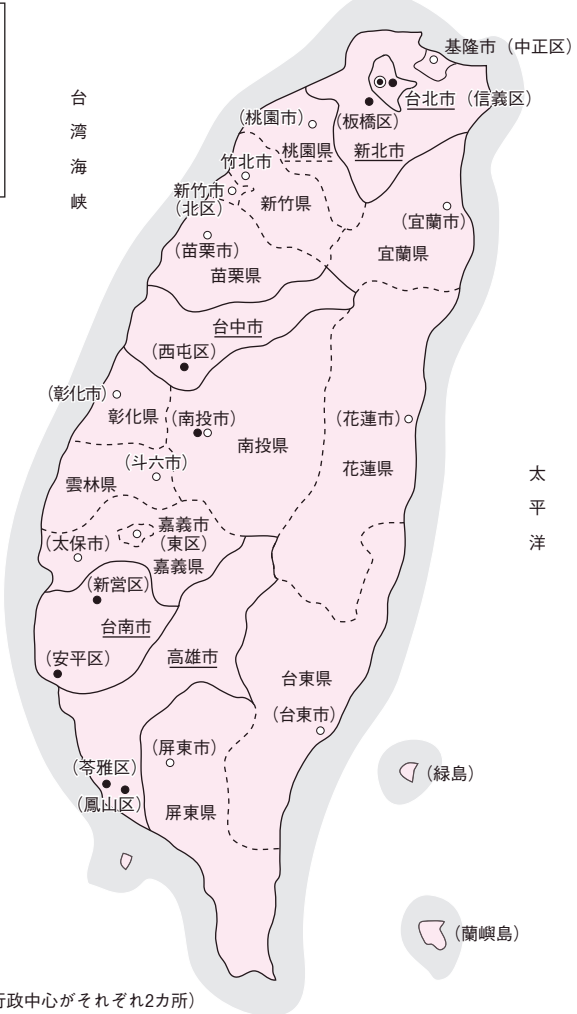 基隆市（中正区）
台湾海峡
台北市（信義区）
（桃園市）
（板橋区）
桃園県
新北市
竹北市
新竹市
（北区）
新竹県
（宜蘭市）
（苗栗市）
宜蘭県
苗栗県
台中市
（西屯区）
（彰化市）
彰化県
（南投市）
（花蓮市）
南投県
花蓮県
（斗六市）
雲林県
太平洋
嘉義市
（東区）
（太保市）
嘉義県
（新営区）
台南市
高雄市
（安平区）
台東県
（台東市）
（屏東市）
（苓雅区）
（緑島）
（鳳山区）
屏東県
（蘭嶼島）
政中心がそれぞれ2カ所）